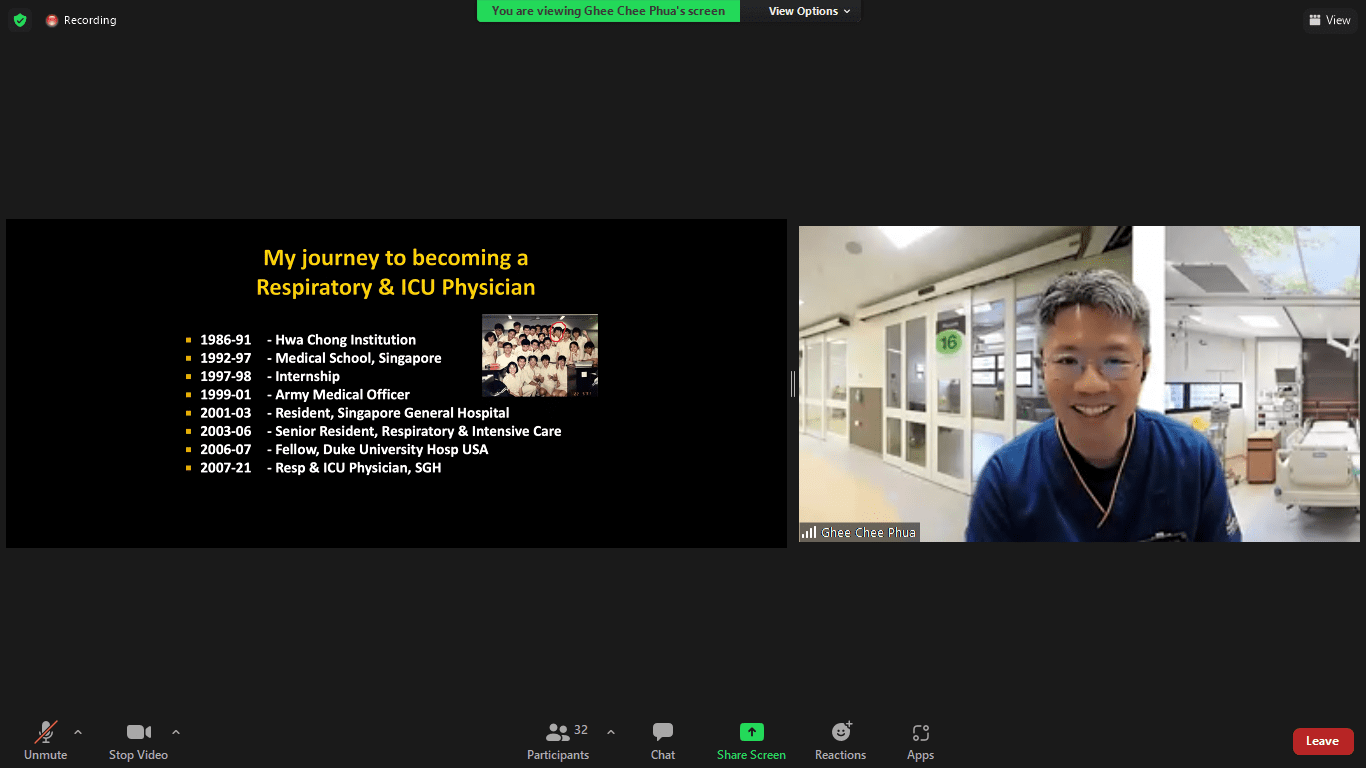 Recording
You are viewing Ghee Chee Phua's screen
View Options
View
My journey to becoming a
Respiratory & ICU Physician
1986-91 - Hwa Chong Institution
1992-97 - Medical School, Singapore
1997-98 - Internship
1999-01 - Army Medical Officer
2001-03 - Resident, Singapore General Hospital
2003-06 - Senior Resident, Respiratory & Intensive Care
2006-07 - Fellow, Duke University Hosp USA
2007-21 - Resp & ICU Physician, SGH
16
Ghee Chee Phua
Unmute
Stop Video
32
Participants
Chat
Share Screen
Reactions
Apps
Leave